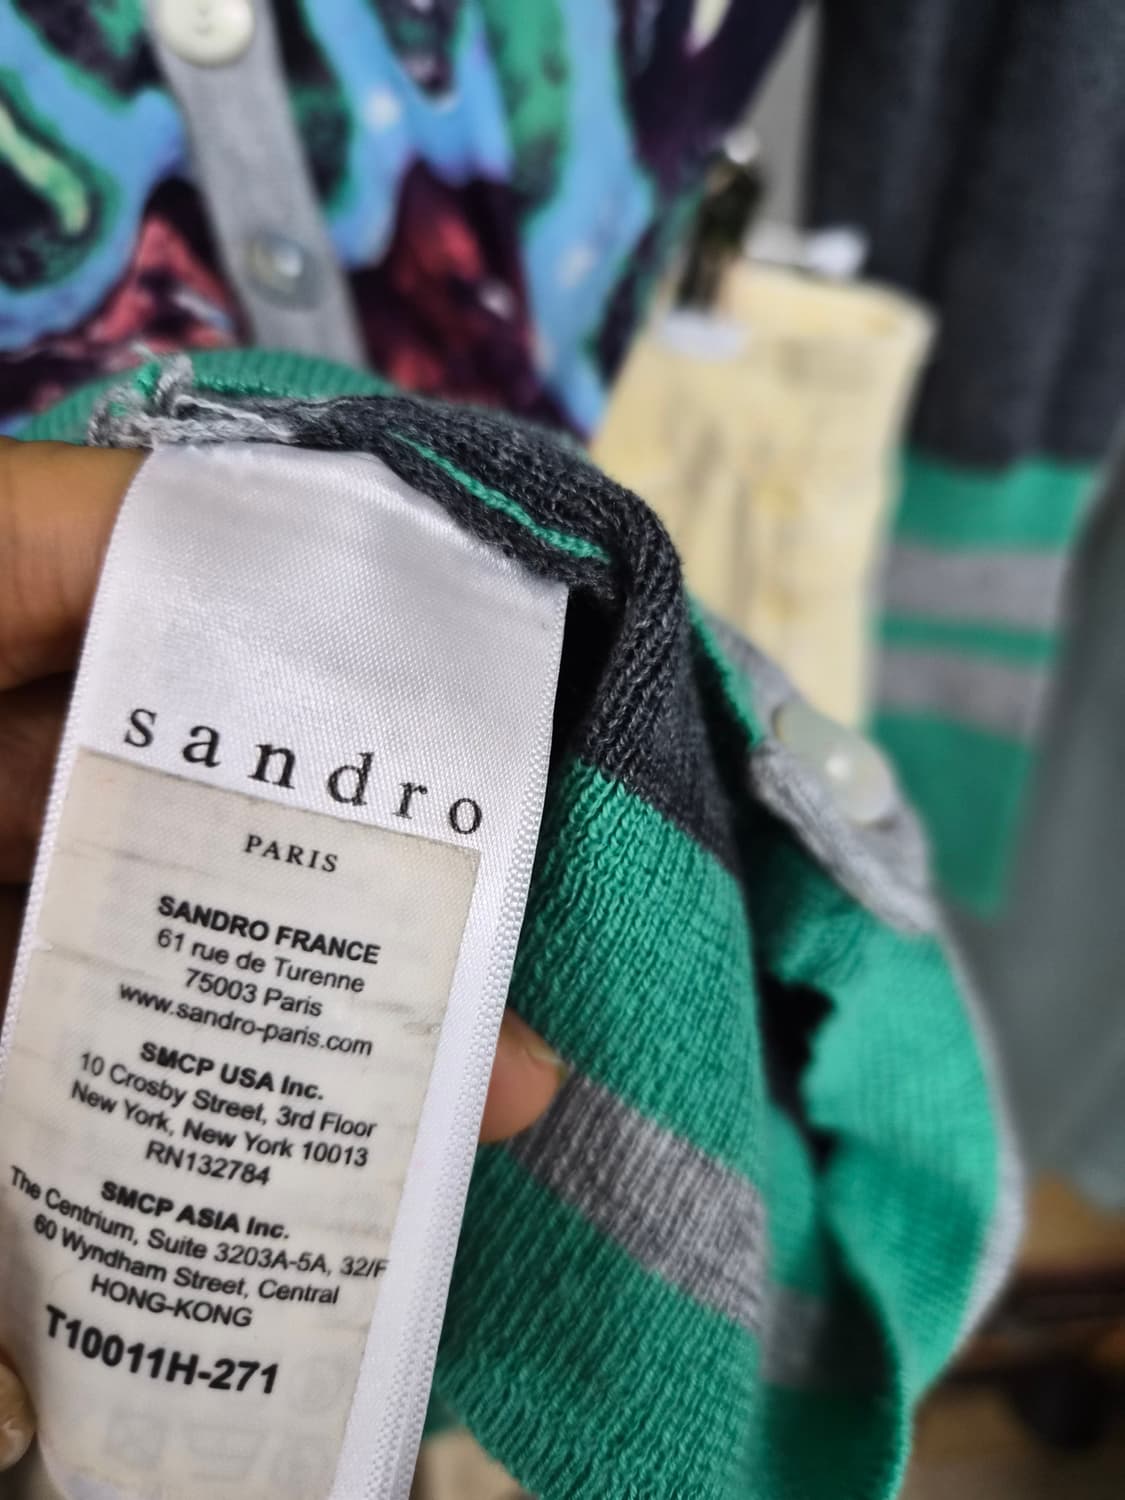 sandro
PARIS
SANDRO FRANCE
61 rue de Turenne
75003 Paris
www.sandro-paris.com
SMCP USA Inc.
10 Crosby Street, 3rd Floor
New York, New York 10013
RN132784
SMCP ASIA Inc.
The Centrium, Suite 3203A-5A, 32/F
60 Wyndham Street, Central
HONG-KONG
T10011H-271